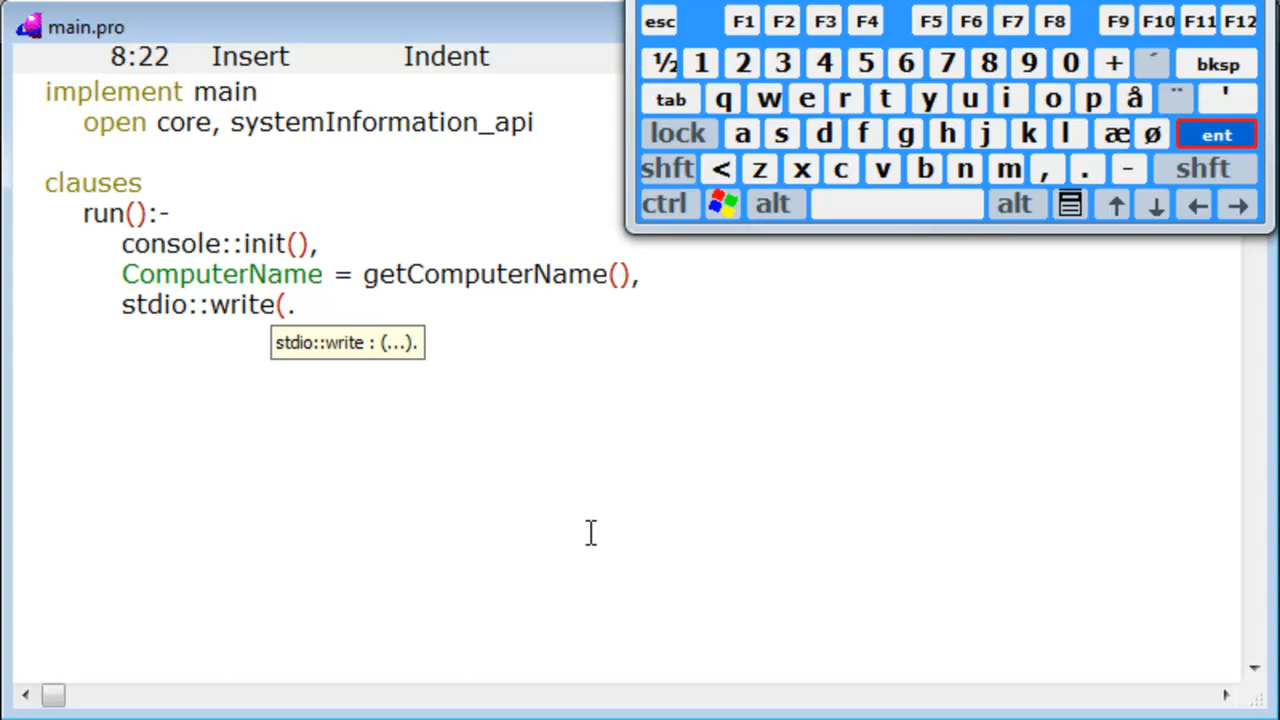 main.pro
8:22 Insert Indent
implement main
open core, systemInformation_api
clauses
run():-
console::init(),
ComputerName = getComputerName(),
stdio::write(.
stdio::write : (...).
esc F1 F2 F3 F4 F5 F6 F7 F8 F9 F10 F11 F12
½ 1 2 3 4 5 6 7 8 9 0 + ´ bksp
tab q w e r t y u i o p å ¨ '
lock a s d f g h j k l æ ø ent
shft < z x c v b n m , . - shft
ctrl alt alt ↑ ↓ ← →